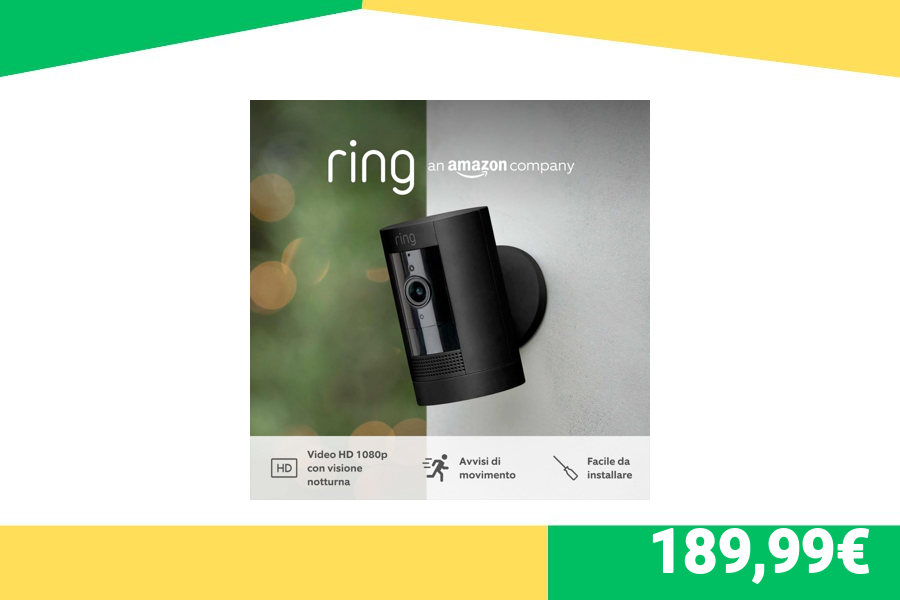 ring an amazon company
ring
HD
Video HD 1080p
con visione
notturna
Avvisi di
movimento
Facile da
installare
189,99€